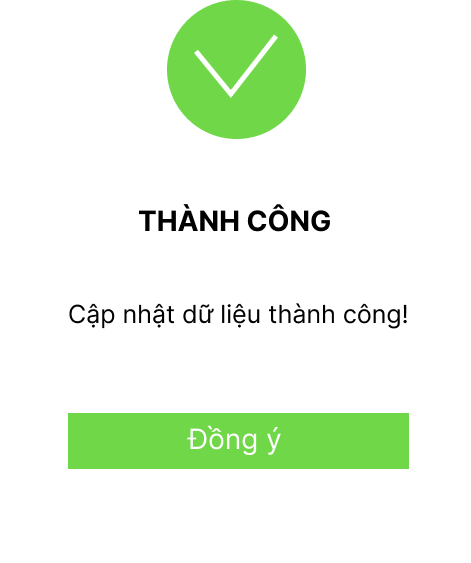 THÀNH CÔNG
Cập nhật dữ liệu thành công!
Đồng ý